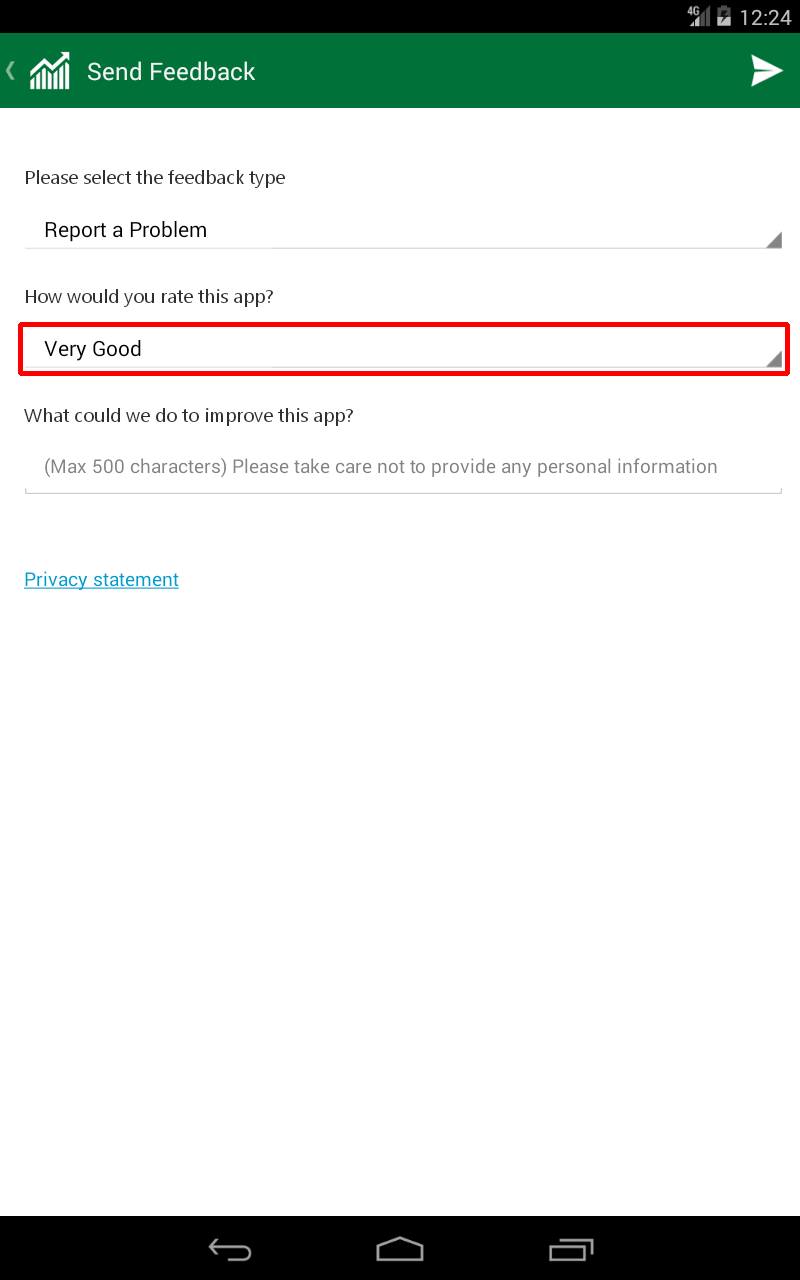 4G 12:24
Send Feedback
Please select the feedback type
Report a Problem
How would you rate this app?
Very Good
What could we do to improve this app?
(Max 500 characters) Please take care not to provide any personal information
Privacy statement